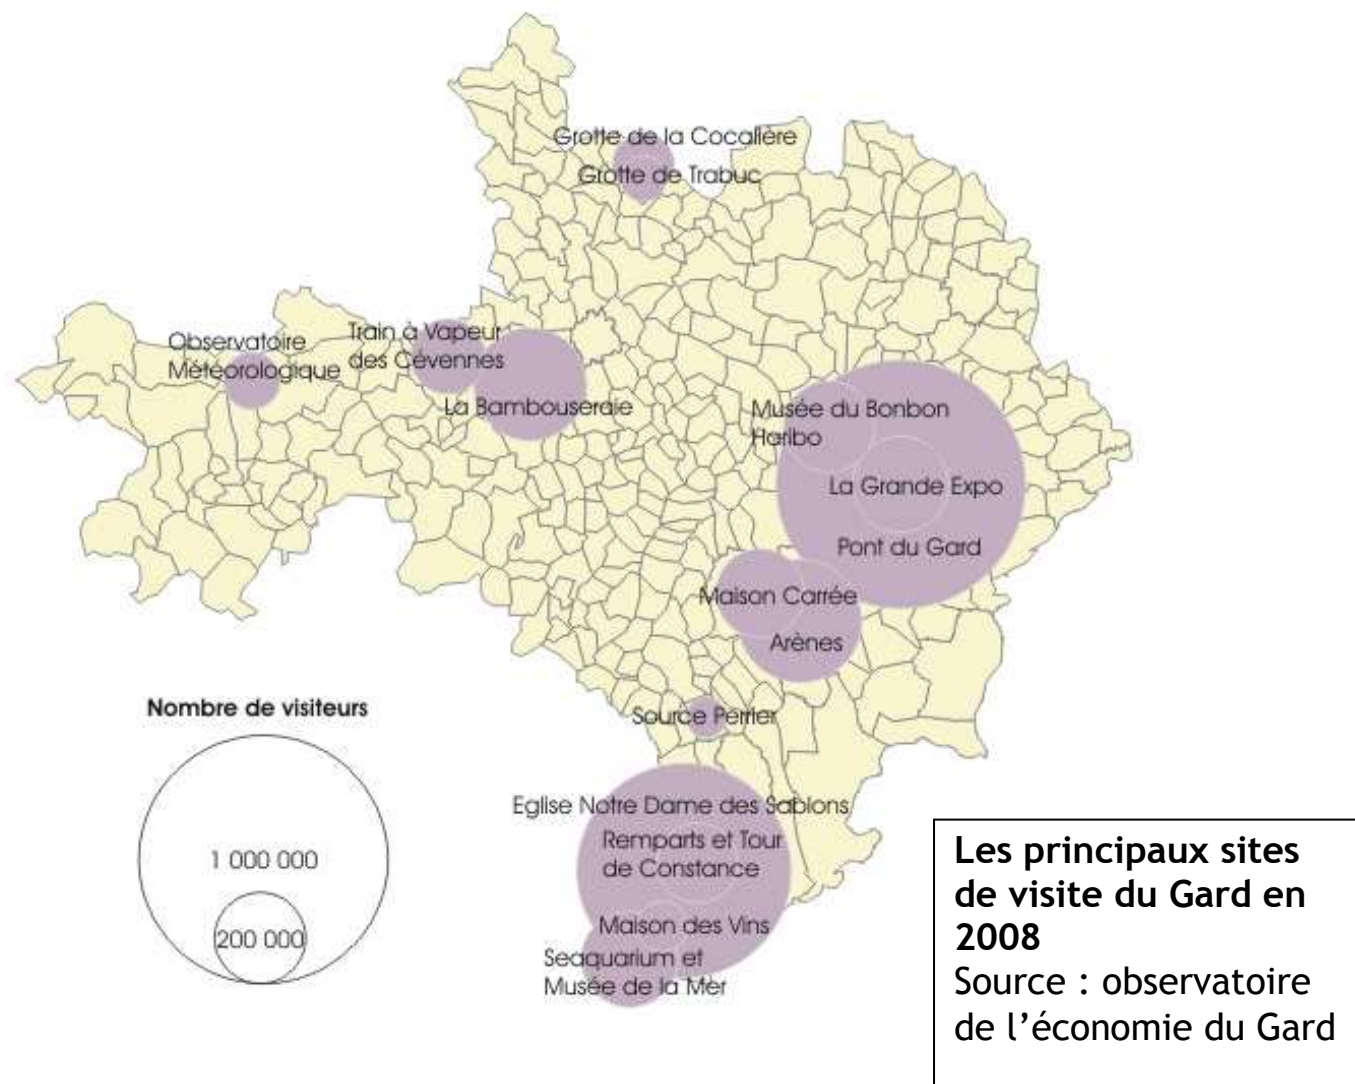 Grotte de la Cocalière
Grotte de Trabuc
Observatoire
Météorologique
Train à Vapeur
des Cévennes
La Bambouseraie
Musée du Bonbon
Haribo
La Grande Expo
Pont du Gard
Maison Carrée
Arènes
Source Perrier
Eglise Notre Dame des Sablons
Remparts et Tour
de Constance
Maison des Vins
Seaquarium et
Musée de la Mer
Nombre de visiteurs
1 000 000
200 000
Les principaux sites
de visite du Gard en
2008
Source : observatoire
de l’économie du Gard